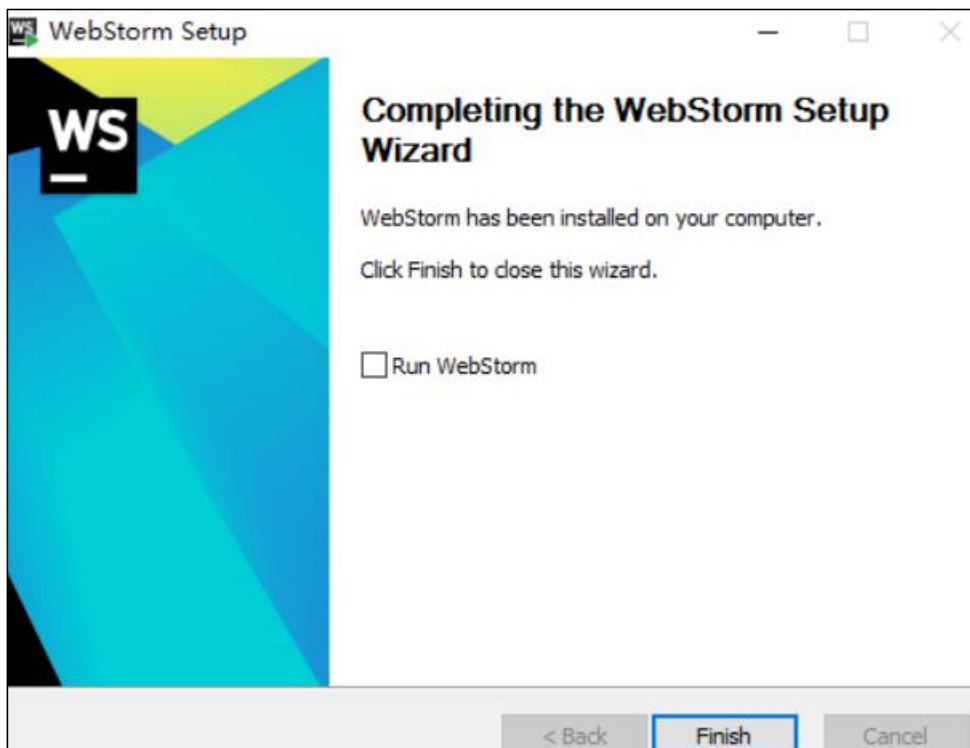 WS WebStorm Setup
WS
Completing the WebStorm Setup
Wizard
WebStorm has been installed on your computer.
Click Finish to close this wizard.
Run WebStorm
< Back Finish Cancel